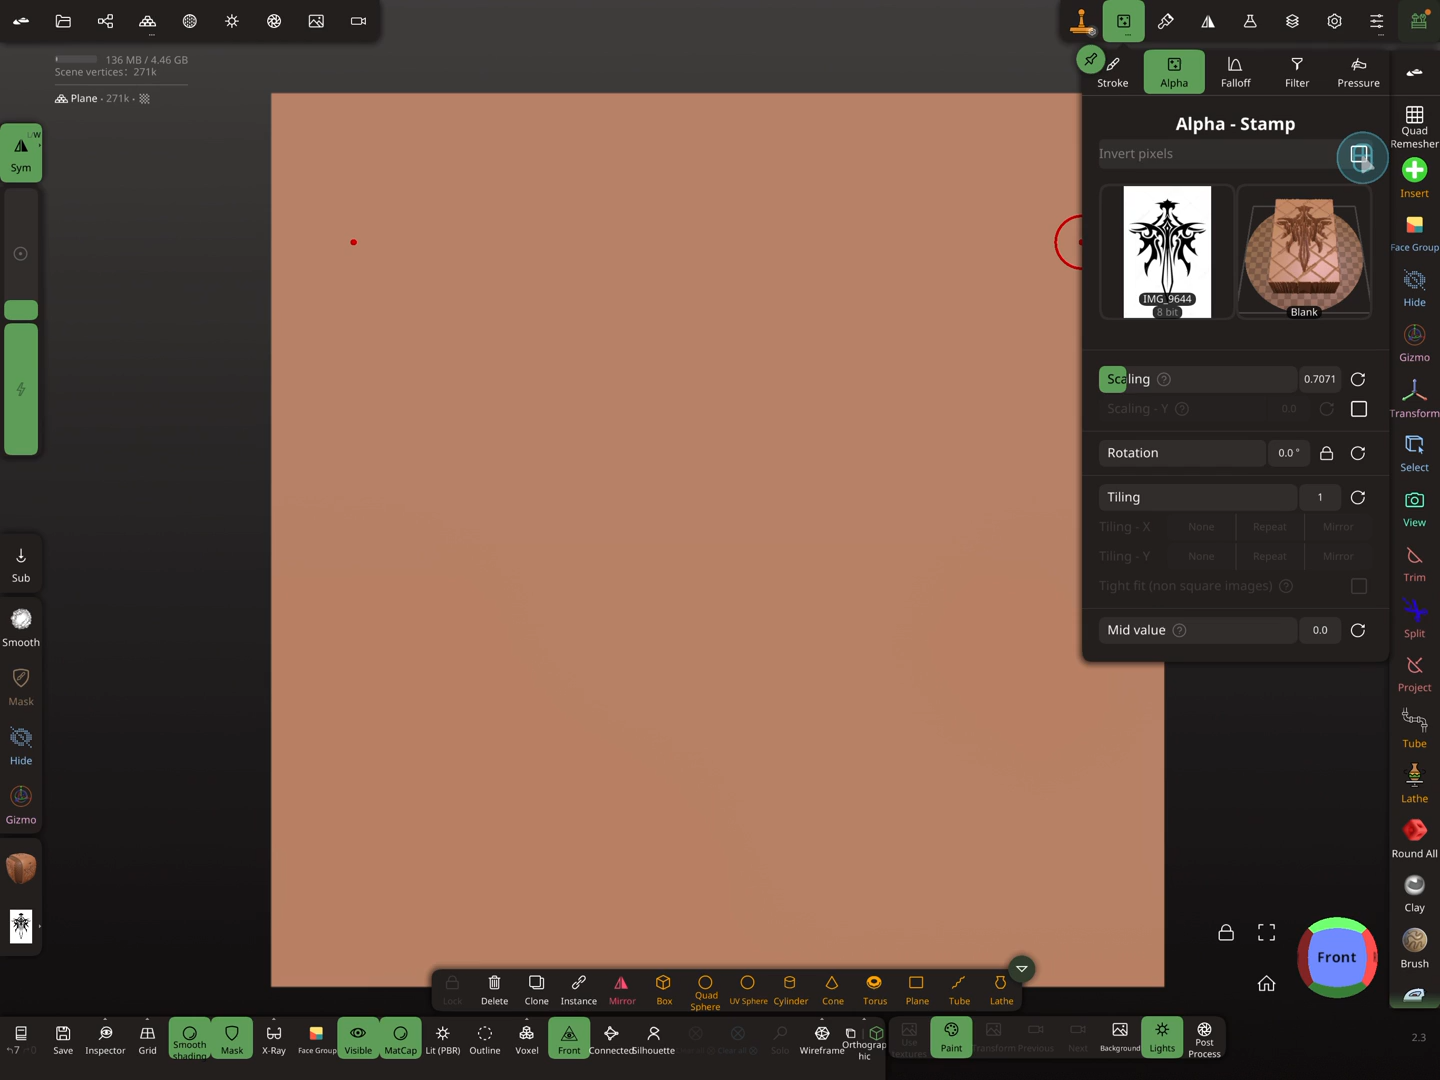 136 MB / 4.46 GB
Scene vertices: 271k
Plane · 271k ·
L/W
Sym
Sub
Smooth
Mask
Hide
Gizmo
Stroke
Alpha
Falloff
Filter
Pressure
Alpha - Stamp
Invert pixels
IMG_9644
8 bit
Blank
Scaling ? 0.7071
Scaling - Y ? 0.0
Rotation 0.0 °
Tiling 1
Tiling - X None Repeat Mirror
Tiling - Y None Repeat Mirror
Tight fit (non square images) ?
Mid value ? 0.0
Quad
Remesher
Insert
Face Group
Hide
Gizmo
Transform
Select
View
Trim
Split
Project
Tube
Lathe
Round All
Clay
Brush
Front
Lock
Delete
Clone
Instance
Mirror
Box
Quad
Sphere
UV Sphere
Cylinder
Cone
Torus
Plane
Tube
Lathe
7
Save
Inspector
Grid
Smooth
shading
Mask
X-Ray
Face Group
Visible
MatCap
Lit (PBR)
Outline
Voxel
Front
Connected
Silhouette
Solo
Wireframe
Orthograp
hic
Use
textures
Paint
Transform
Previous
Next
Background
Lights
Post
Process
2.3